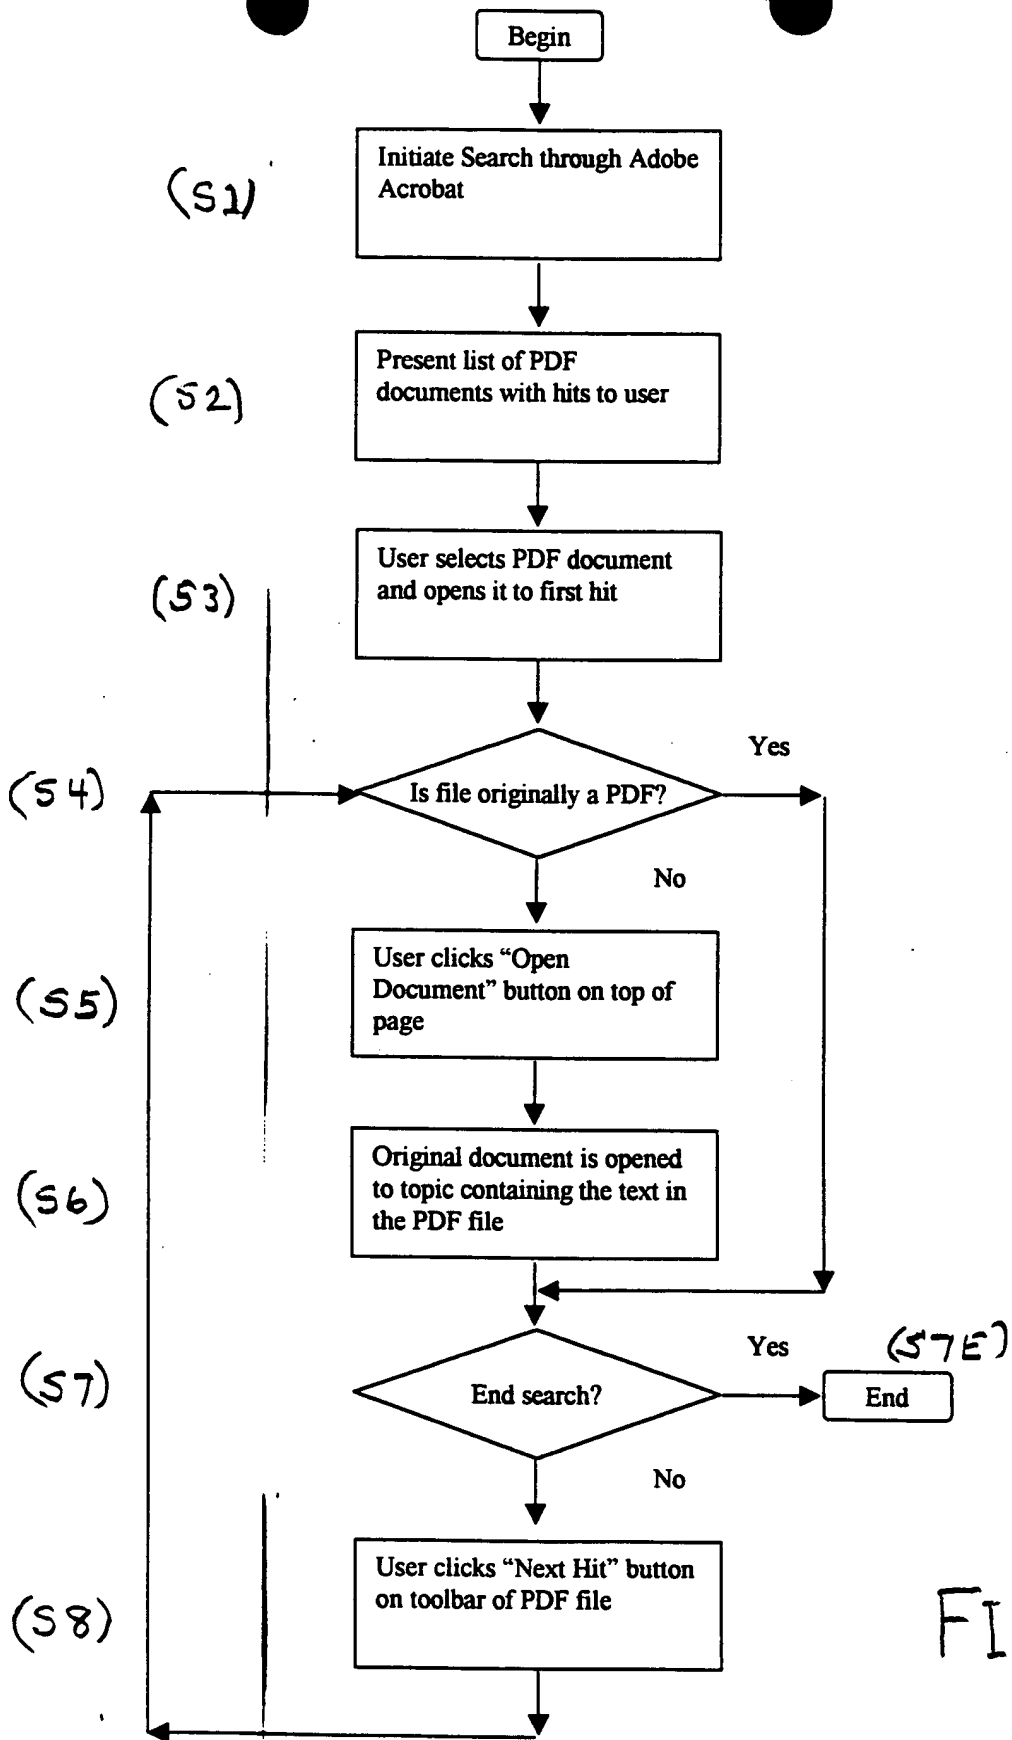 Begin
(S1)
Initiate Search through Adobe
Acrobat
(S2)
Present list of PDF
documents with hits to user
(S3)
User selects PDF document
and opens it to first hit
(S4)
Is file originally a PDF?
Yes
No
(S5)
User clicks “Open
Document” button on top of
page
(S6)
Original document is opened
to topic containing the text in
the PDF file
(S7)
End search?
Yes
(S7E)
End
No
(S8)
User clicks “Next Hit” button
on toolbar of PDF file
FI